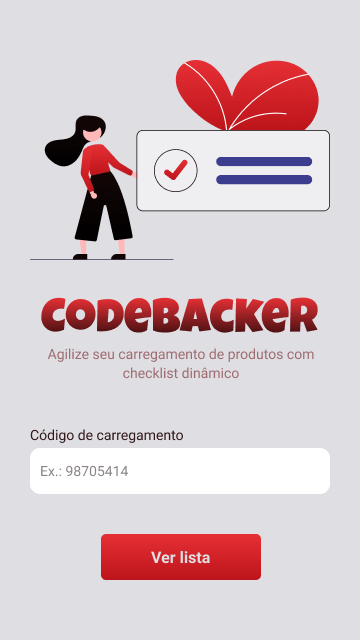 CODEBACKER
Agilize seu carregamento de produtos com
checklist dinâmico
Código de carregamento
Ex.: 98705414
Ver lista